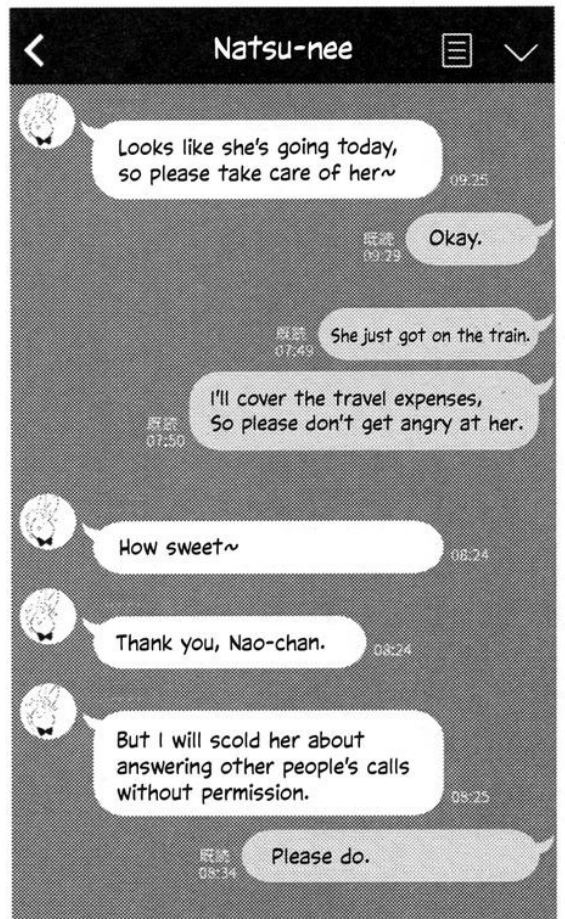 Natsu-nee
Looks like she's going today,
so please take care of her~
09:25
Okay.
既読
09:29
She just got on the train.
既読
07:49
I'll cover the travel expenses,
So please don't get angry at her.
既読
07:50
How sweet~
08:24
Thank you, Nao-chan.
08:24
But I will scold her about
answering other people's calls
without permission.
08:25
Please do.
既読
08:34